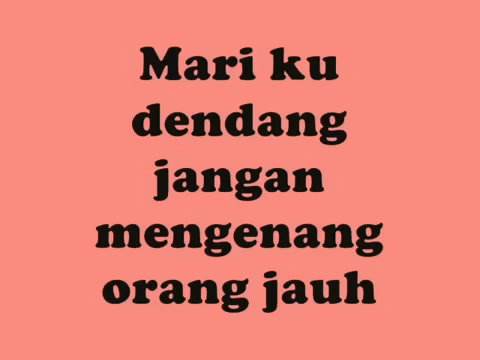 Mari ku
dendang
jangan
mengenang
orang jauh